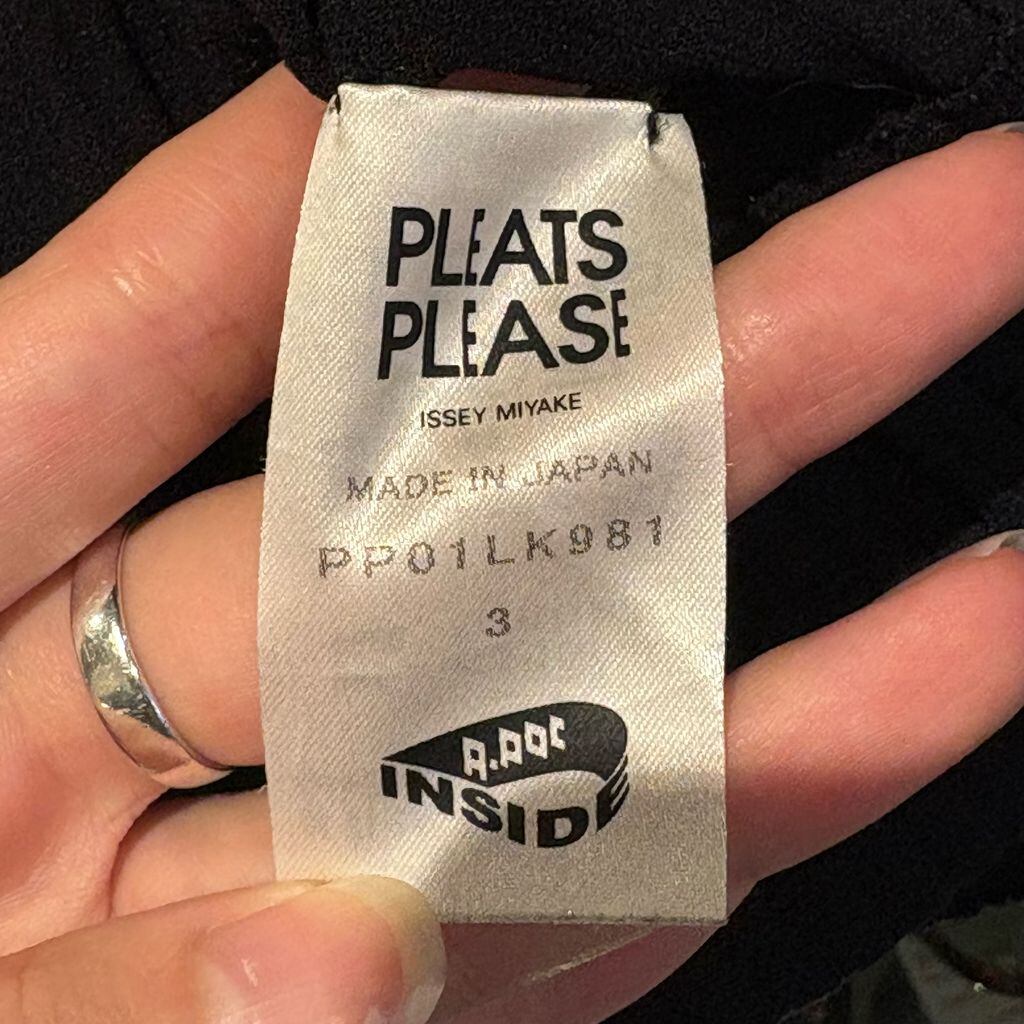 PLEATS
PLEASE
ISSEY MIYAKE
MADE IN JAPAN
PP01LK981
3
A.POC
INSIDE